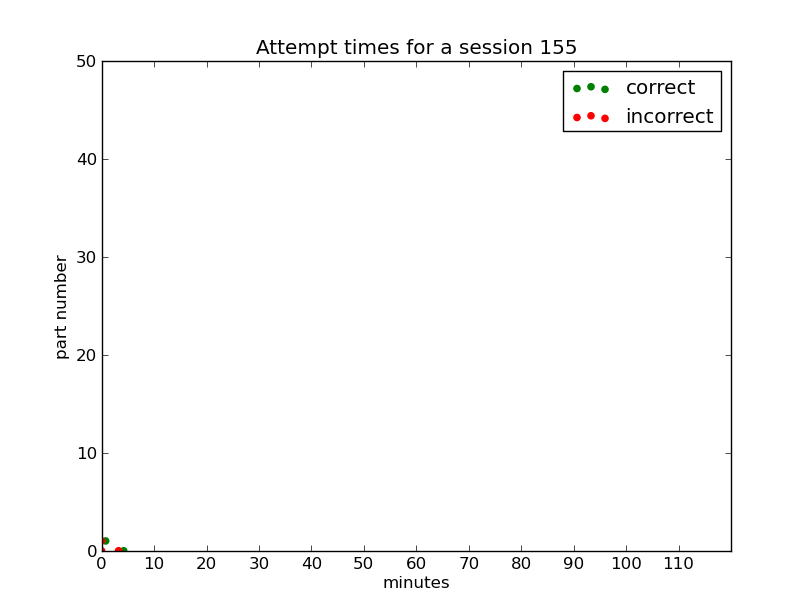 Attempt times for a session 155
50
correct
incorrect
40
30
part number
20
10
0
0 10 20 30 40 50 60 70 80 90 100 110
minutes